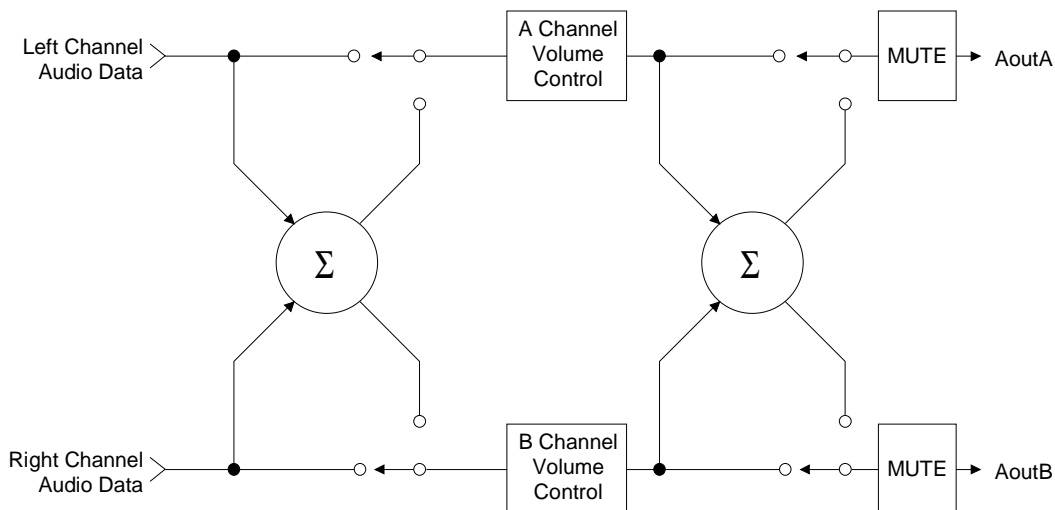 Left Channel
Audio Data
A Channel
Volume
Control
MUTE
AoutA
Σ
Σ
Right Channel
Audio Data
B Channel
Volume
Control
MUTE
AoutB